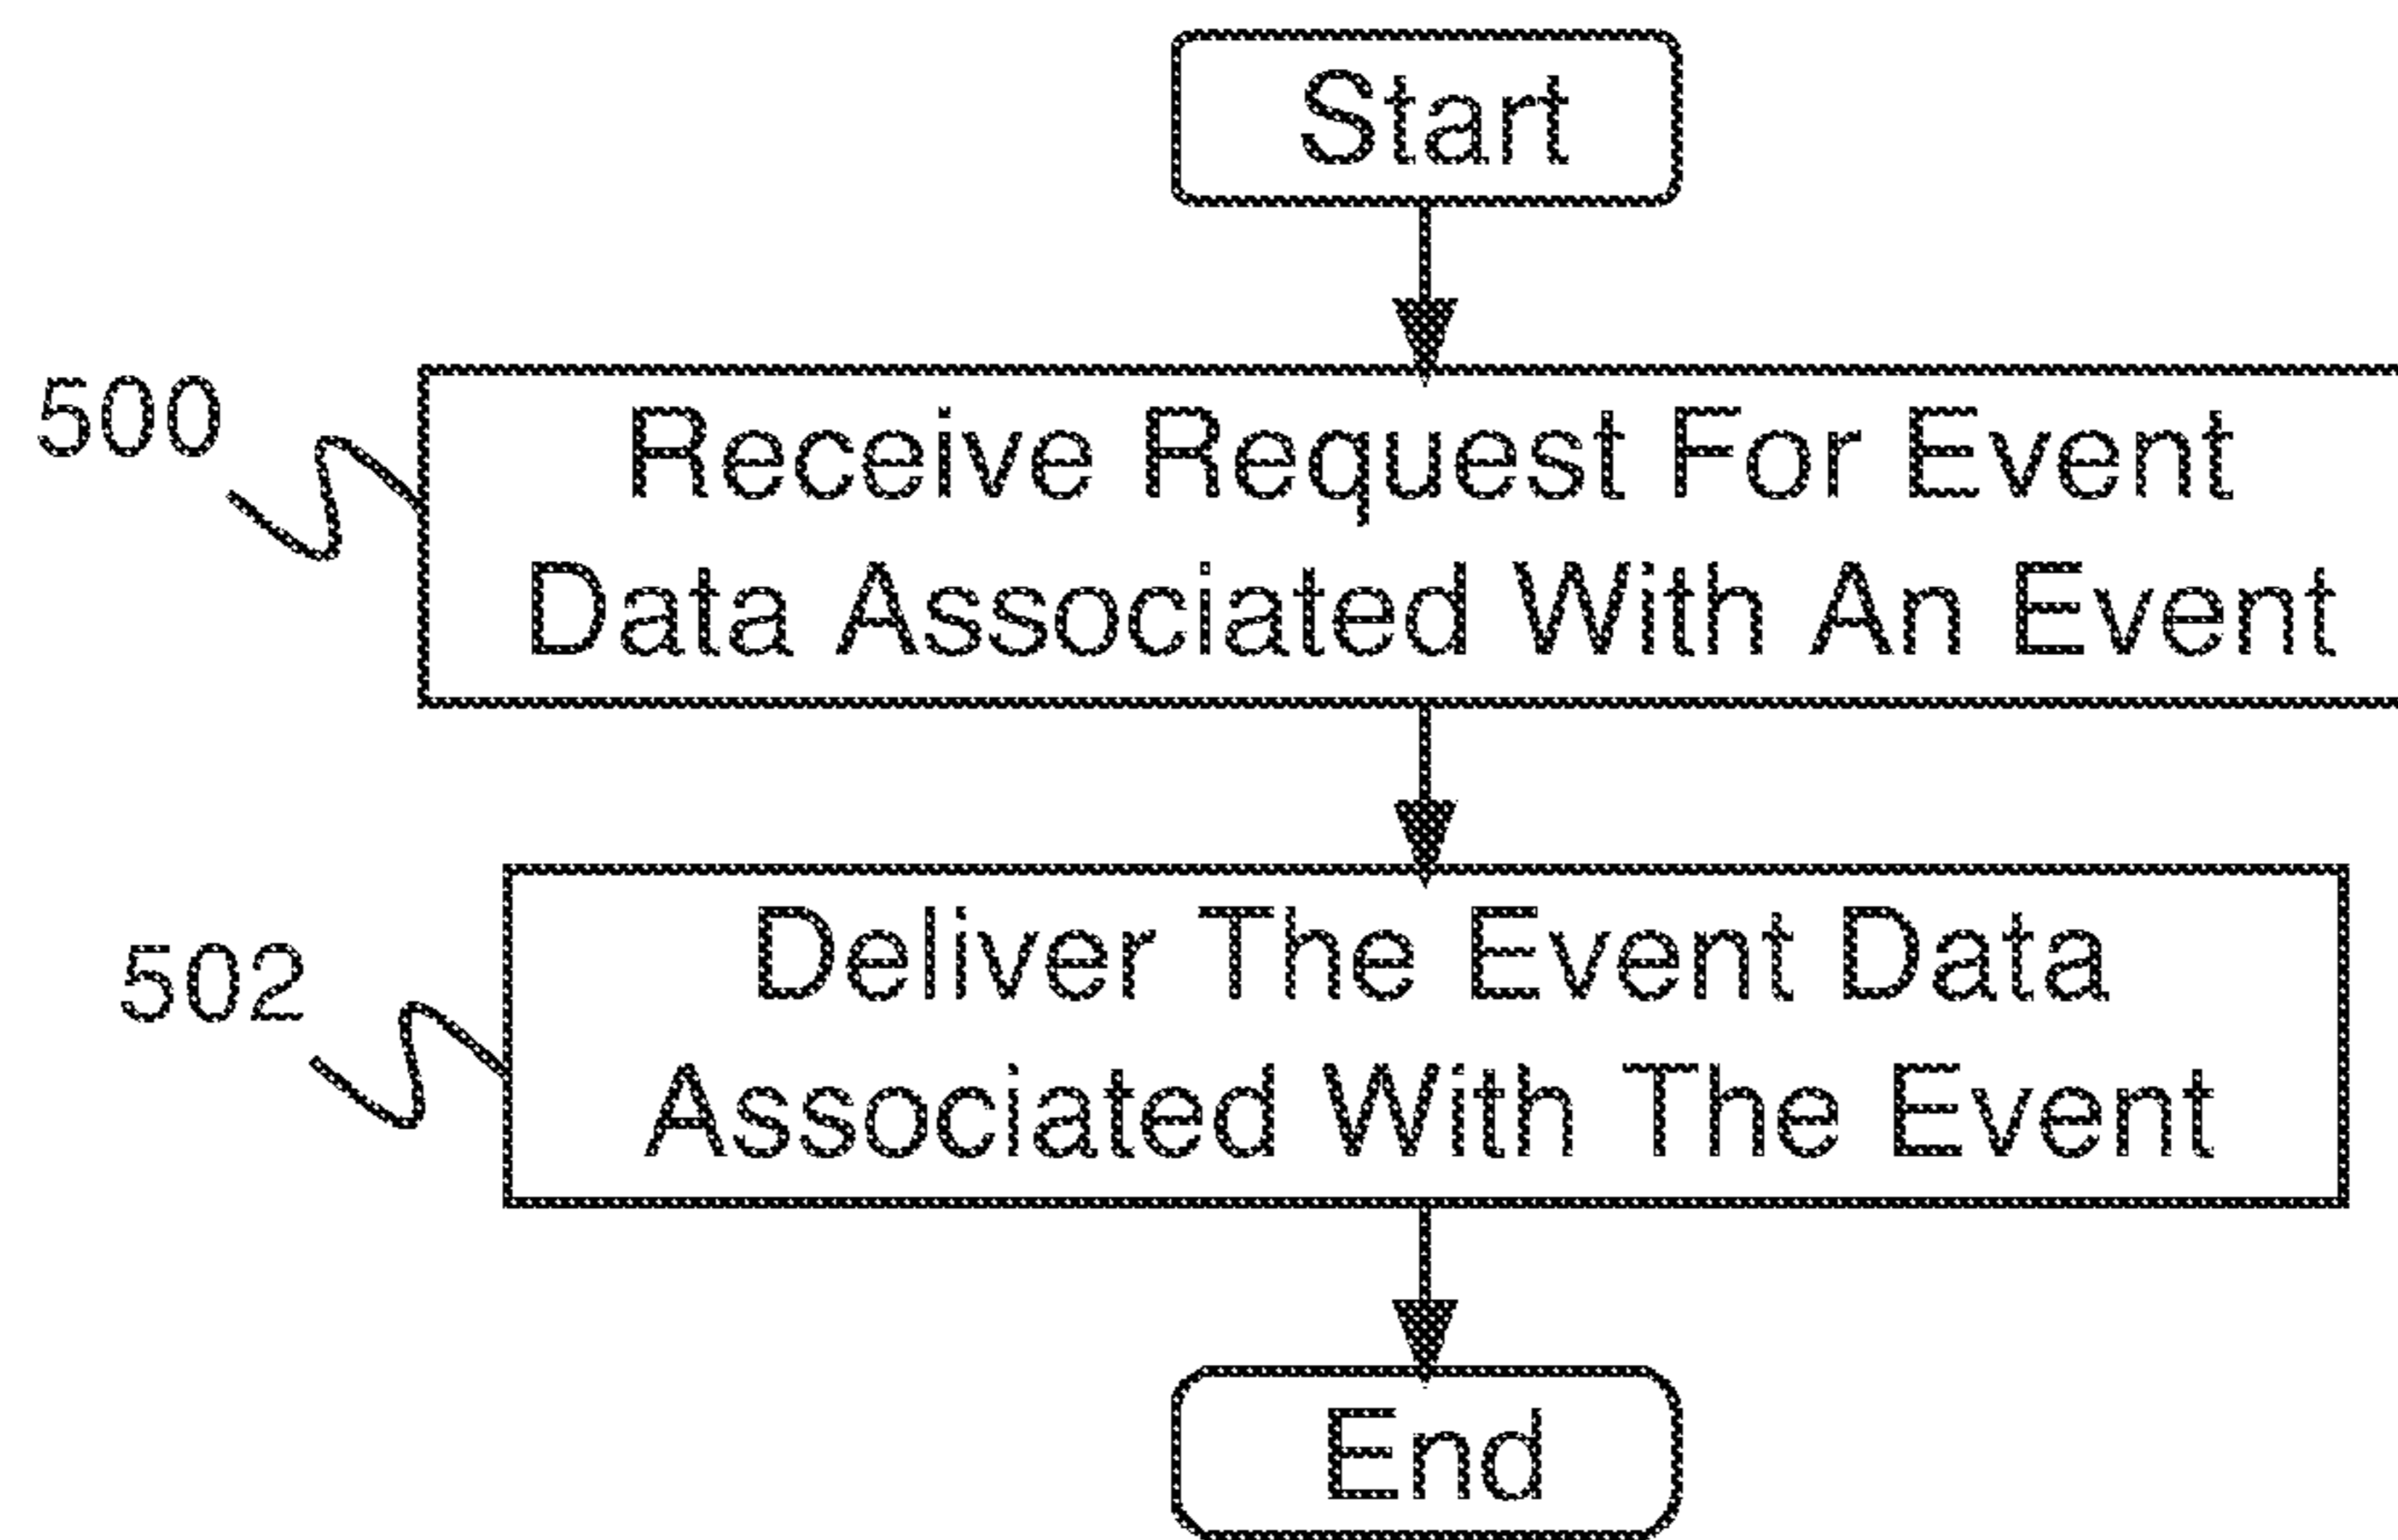 Start
500
Receive Request For Event
Data Associated With An Event
502
Deliver The Event Data
Associated With The Event
End